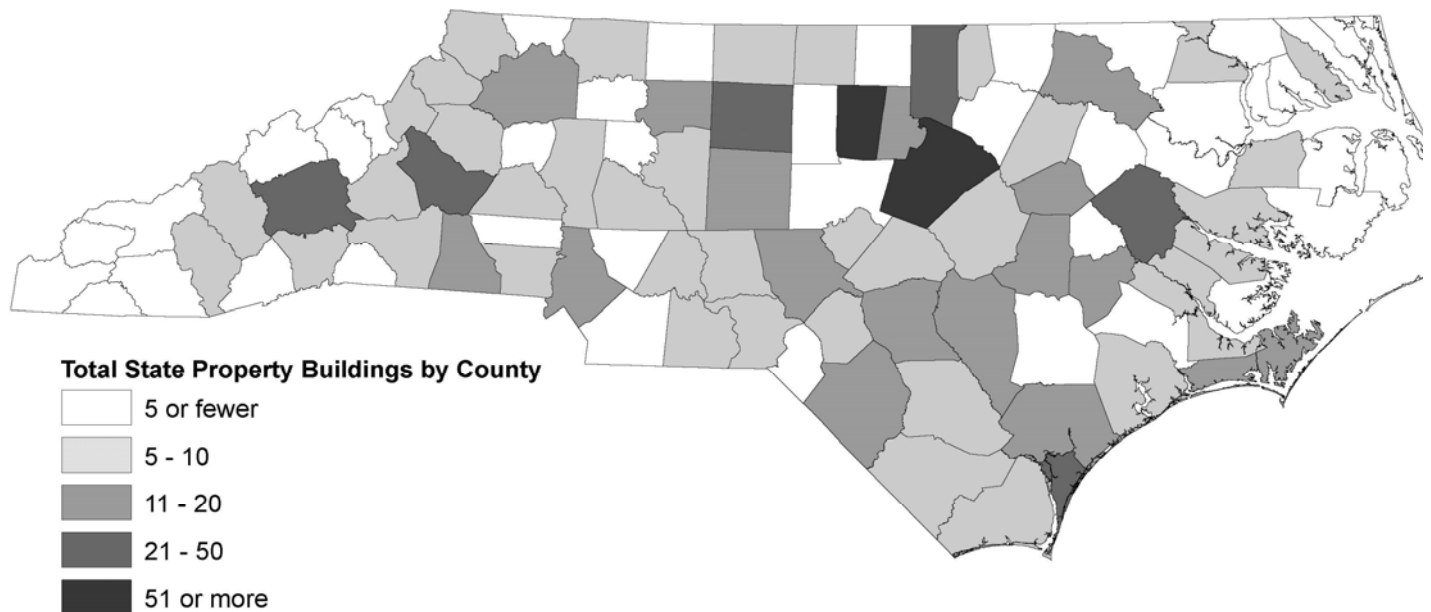 Total State Property Buildings by County
5 or fewer
5 - 10
11 - 20
21 - 50
51 or more